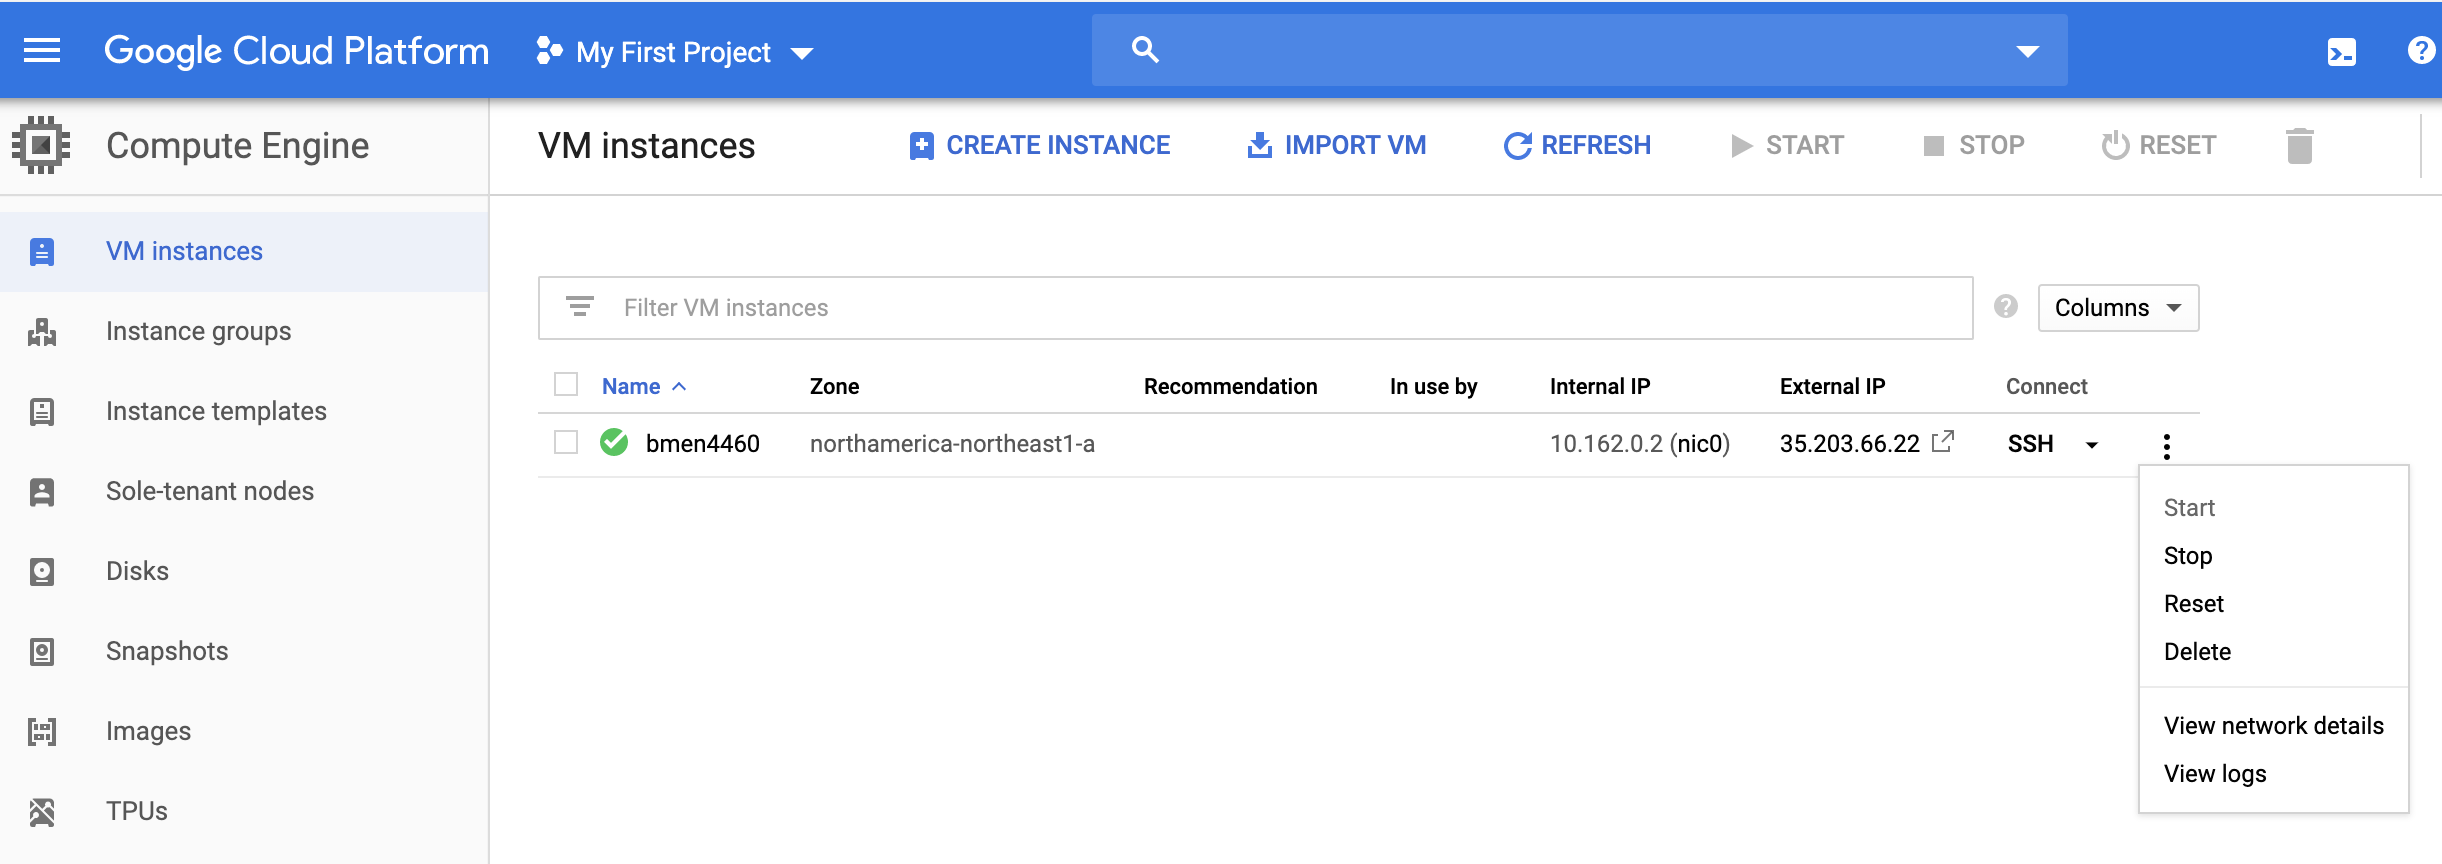 Google Cloud Platform My First Project ?
Compute Engine VM instances CREATE INSTANCE IMPORT VM REFRESH START STOP RESET
VM instances
Instance groups
Instance templates
Sole-tenant nodes
Disks
Snapshots
Images
TPUs
Filter VM instances ? Columns
Name Zone Recommendation In use by Internal IP External IP Connect
bmen4460 northamerica-northeast1-a 10.162.0.2 (nic0) 35.203.66.22 SSH
Start
Stop
Reset
Delete
View network details
View logs